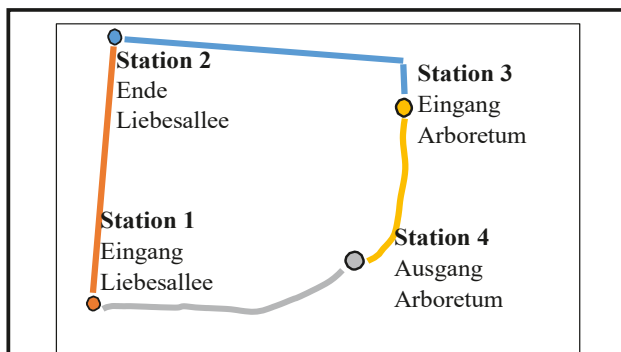 Station 2
Ende
Liebesallee
Station 3
Eingang
Arboretum
Station 1
Eingang
Liebesallee
Station 4
Ausgang
Arboretum